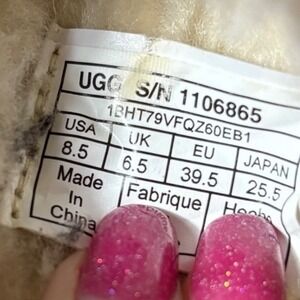 UGG S/N 1106865
1BHT79VFQZ60EB1
USA UK EU JAPAN
8.5 6.5 39.5 25.5
Made Fabrique
In
China